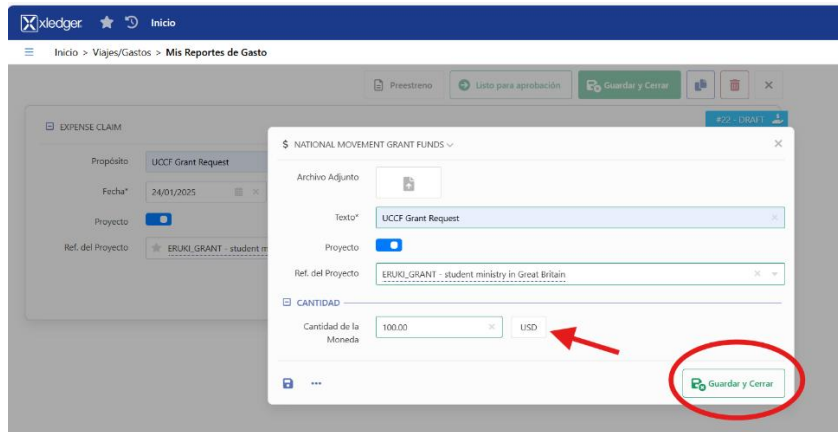 xledger Inicio
Inicio > Viajes/Gastos > Mis Reportes de Gasto
Preestreno Listo para aprobación Guardar y Cerrar
#22 - DRAFT
EXPENSE CLAIM
Propósito UCCF Grant Request
Fecha* 24/01/2025
Proyecto
Ref. del Proyecto ERUKI_GRANT - student m
$ NATIONAL MOVEMENT GRANT FUNDS
Archivo Adjunto
Texto* UCCF Grant Request
Proyecto
Ref. del Proyecto ERUKI_GRANT - student ministry in Great Britain
CANTIDAD
Cantidad de la Moneda 100.00 USD
Guardar y Cerrar